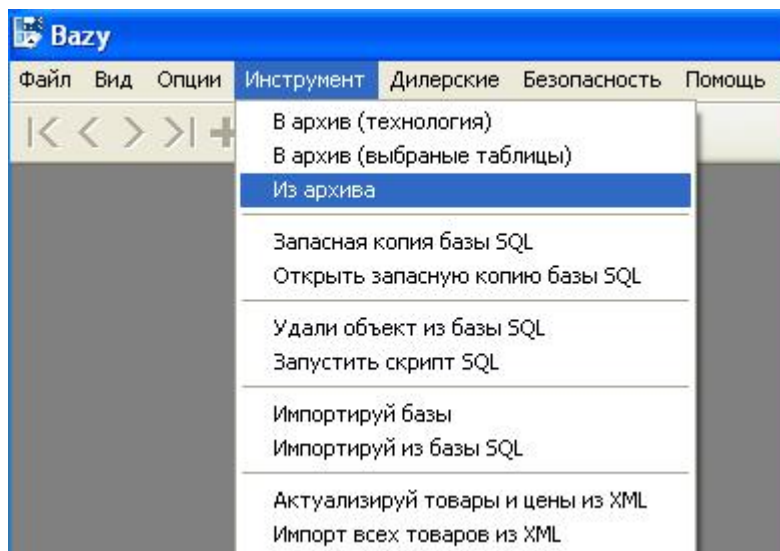 Bazy
Файл Вид Опции Инструмент Дилерские Безопасность Помощь
В архив (технология)
В архив (выбраные таблицы)
Из архива
Запасная копия базы SQL
Открыть запасную копию базы SQL
Удали объект из базы SQL
Запустить скрипт SQL
Импортируй базы
Импортируй из базы SQL
Актуализируй товары и цены из XML
Импорт всех товаров из XML